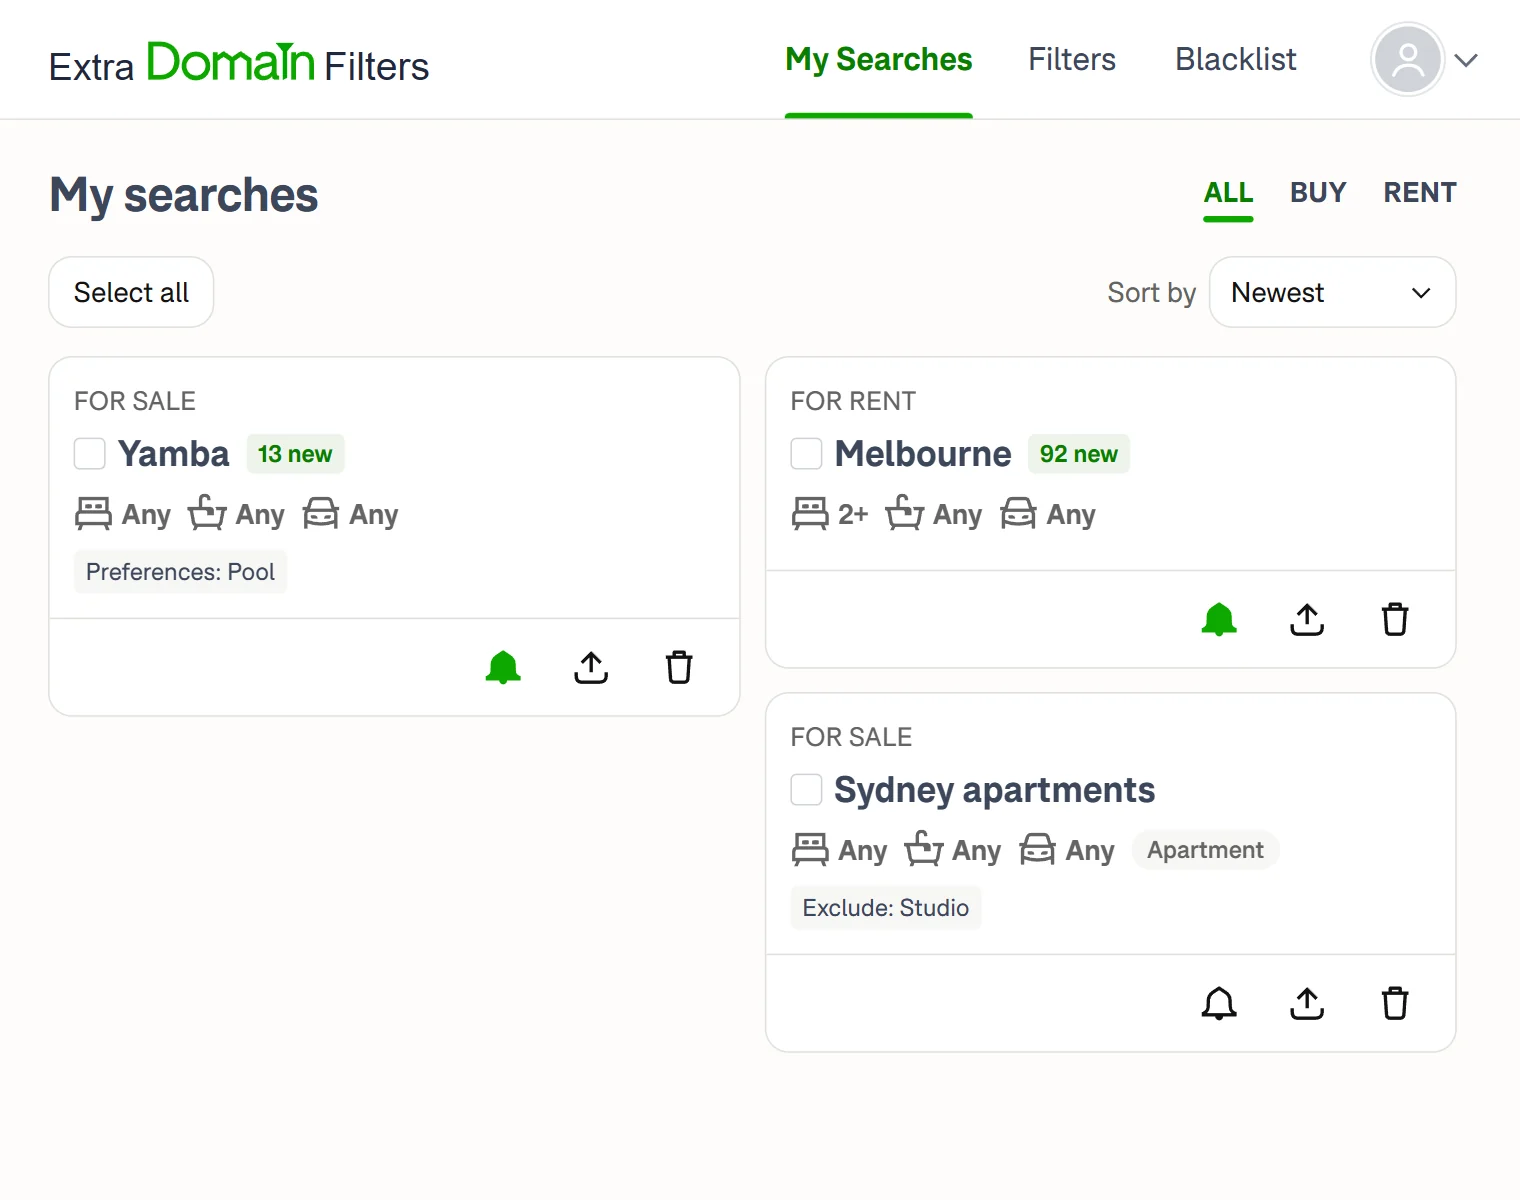 Extra Domain Filters
My Searches Filters Blacklist
My searches
ALL BUY RENT
Select all
Sort by Newest
FOR SALE
Yamba 13 new
Any Any Any
Preferences: Pool
FOR RENT
Melbourne 92 new
2+ Any Any
FOR SALE
Sydney apartments
Any Any Any Apartment
Exclude: Studio